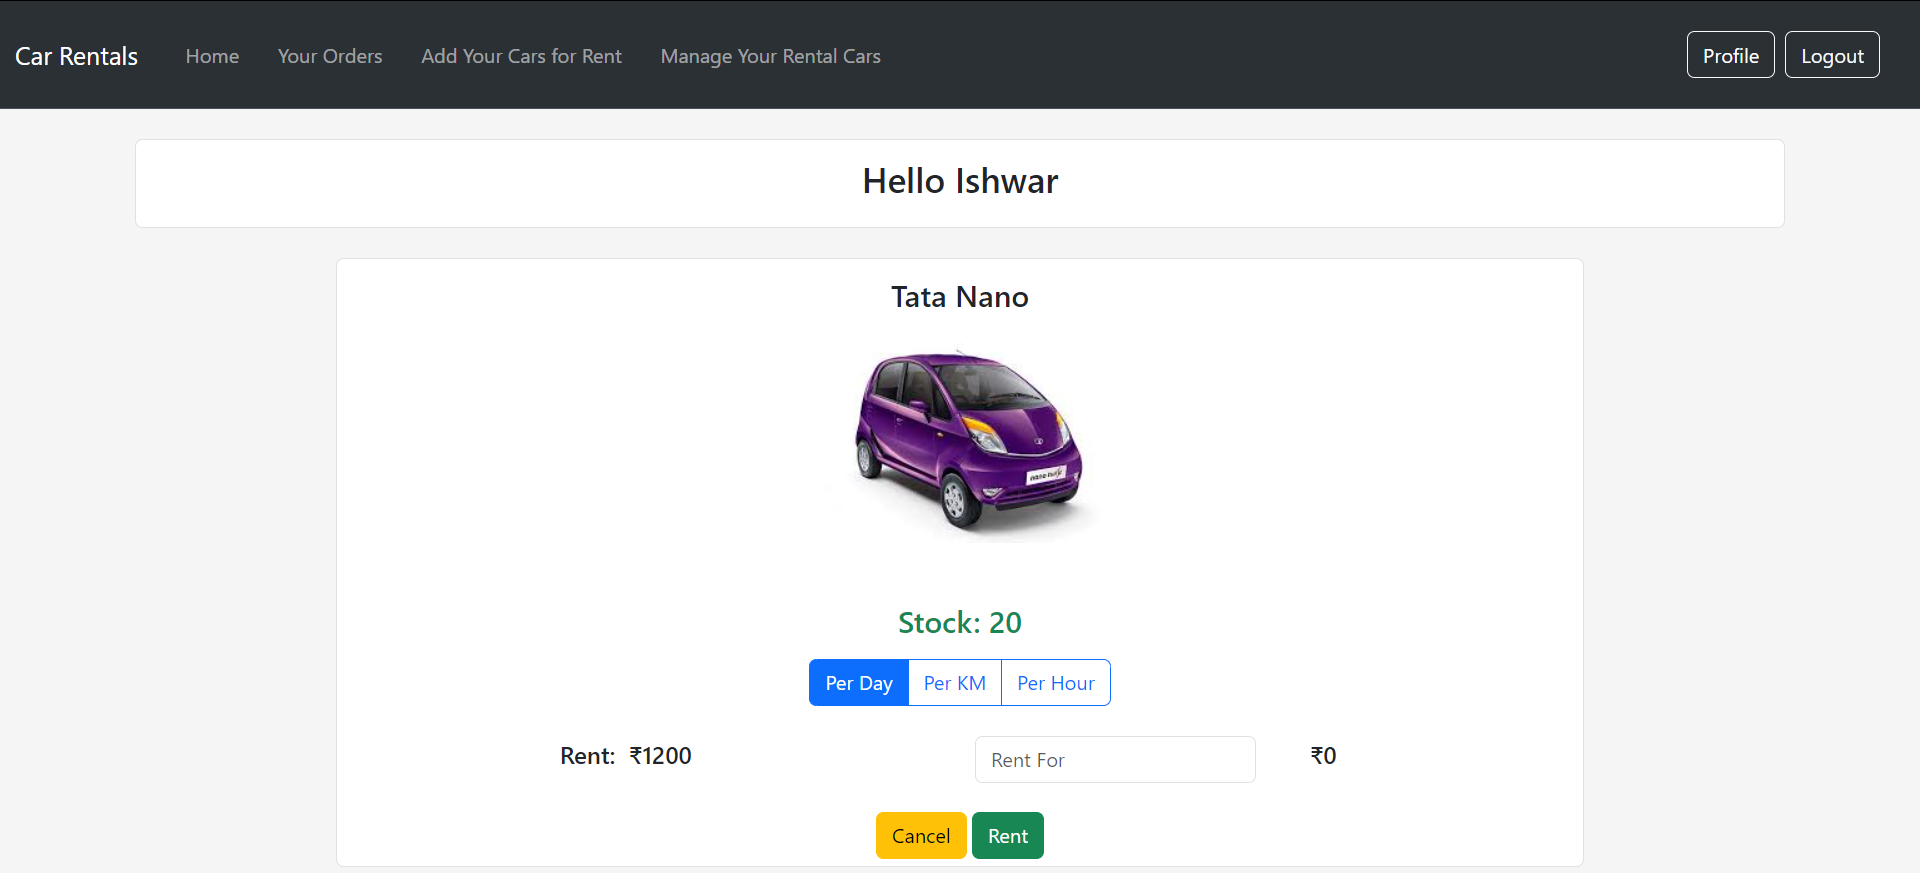 Car Rentals Home Your Orders Add Your Cars for Rent Manage Your Rental Cars Profile Logout
Hello Ishwar
Tata Nano
Stock: 20
Per Day Per KM Per Hour
Rent: ₹1200 Rent For ₹0
Cancel Rent